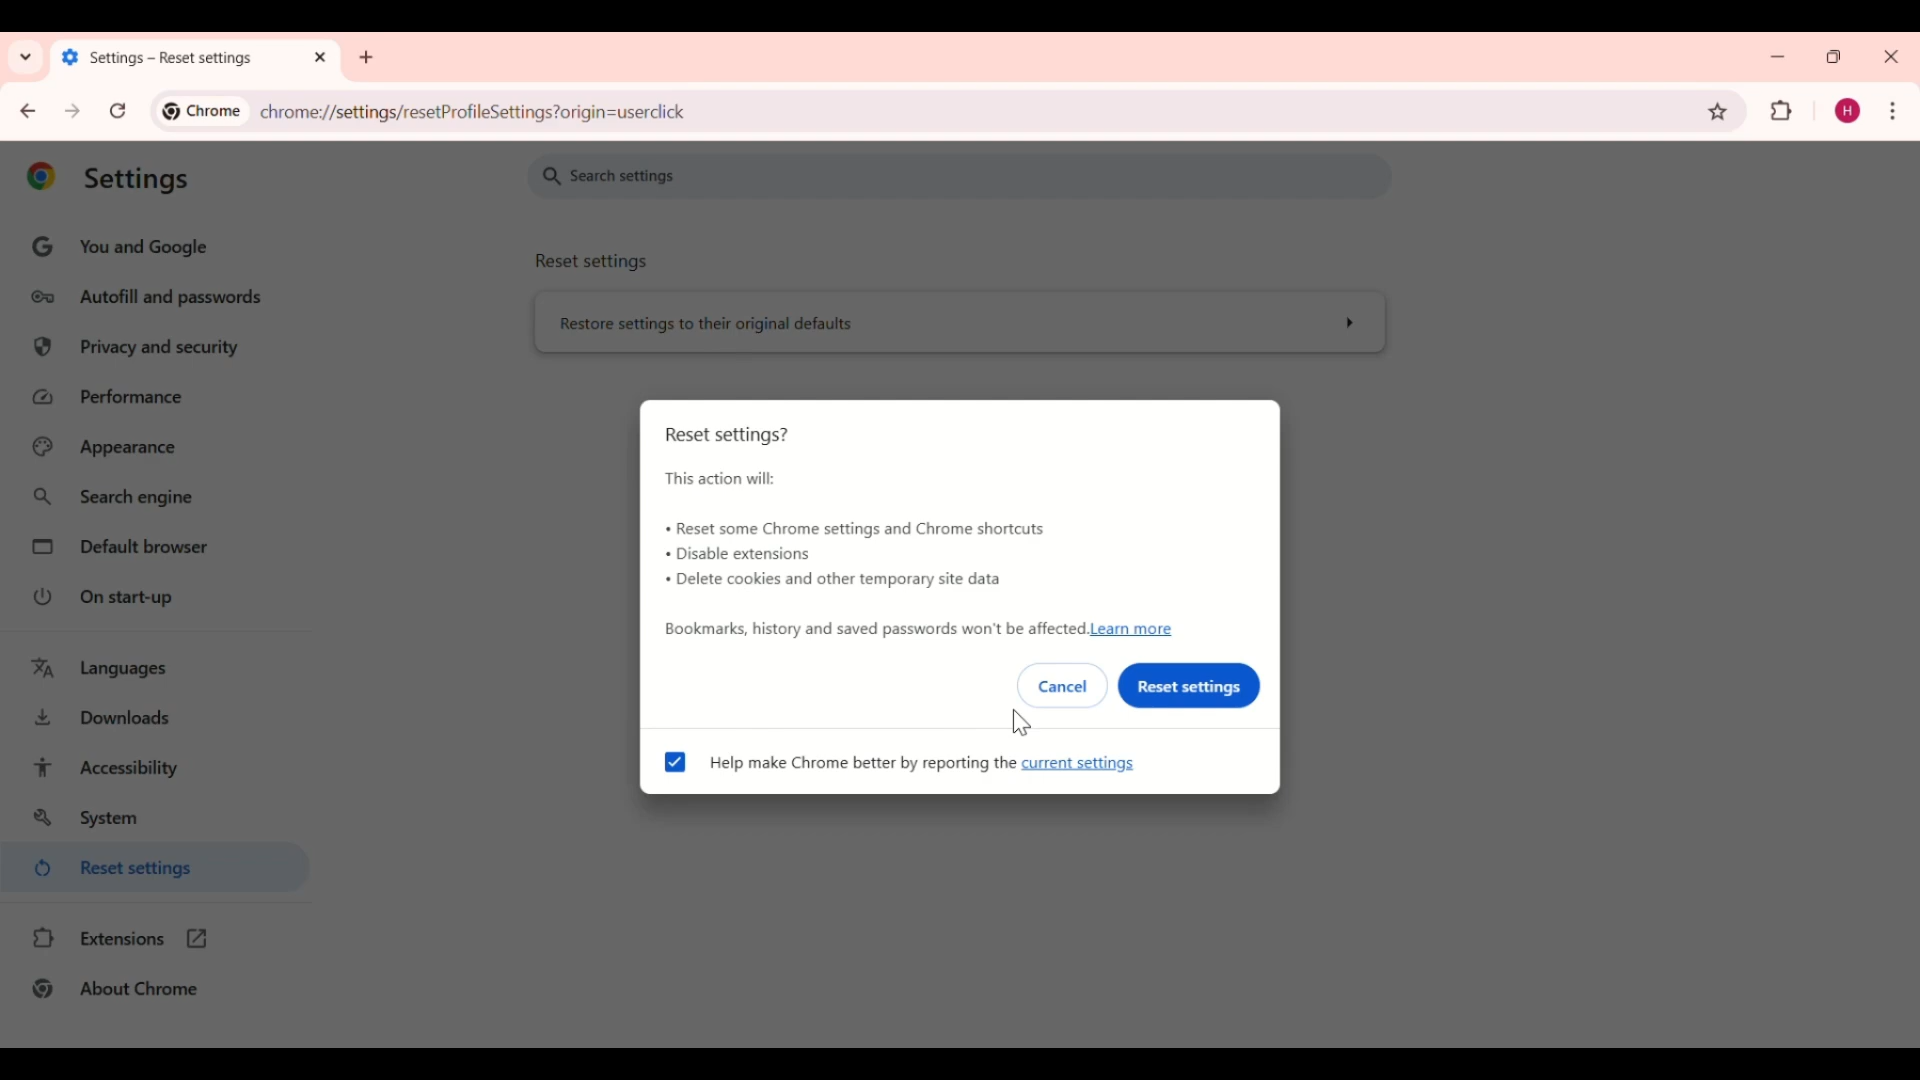 Settings – Reset settings
Chrome chrome://settings/resetProfileSettings?origin=userclick
H
Settings
Search settings
You and Google
Autofill and passwords
Privacy and security
Performance
Appearance
Search engine
Default browser
On start-up
Languages
Downloads
Accessibility
System
Reset settings
Extensions
About Chrome
Reset settings
Restore settings to their original defaults
Reset settings?
This action will:
• Reset some Chrome settings and Chrome shortcuts
• Disable extensions
• Delete cookies and other temporary site data
Bookmarks, history and saved passwords won't be affected.Learn more
Cancel Reset settings
Help make Chrome better by reporting the current settings